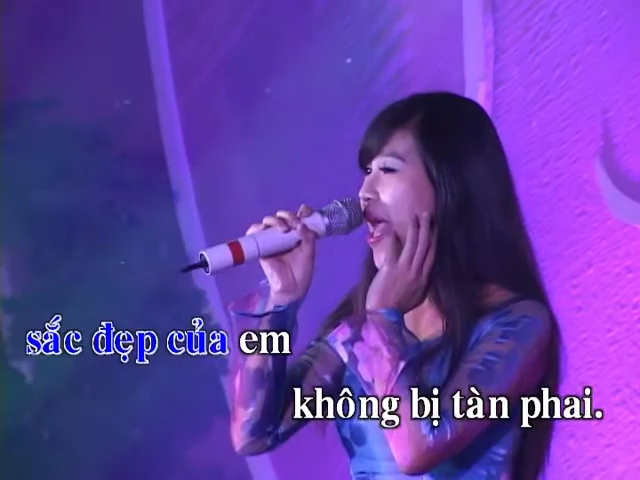 sắc đẹp của em
không bị tàn phai.